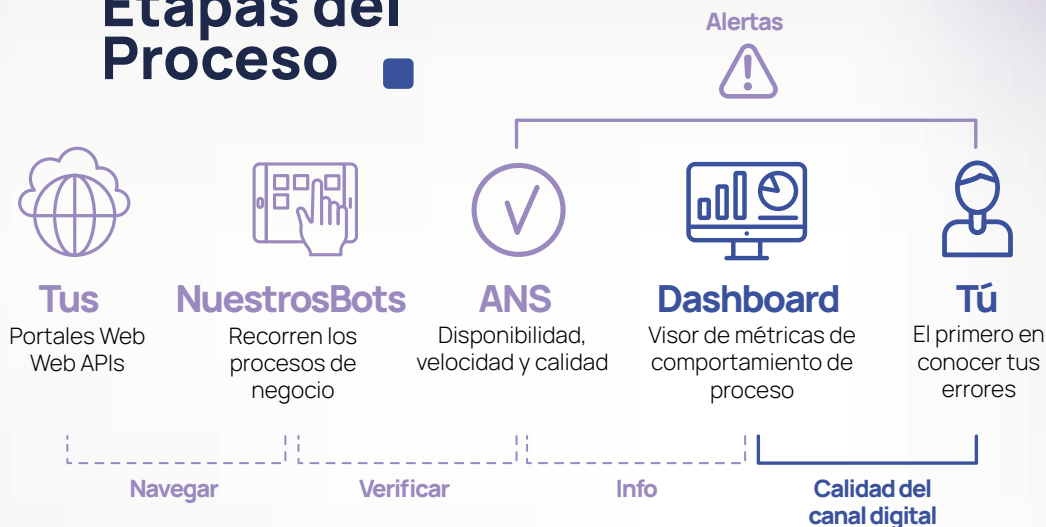 Etapas del
Proceso
Alertas
Tus
Portales Web
Web APIs
NuestrosBots
Recorren los
procesos de
negocio
ANS
Disponibilidad,
velocidad y calidad
Dashboard
Visor de métricas de
comportamiento de
proceso
Tú
El primero en
conocer tus
errores
Navegar
Verificar
Info
Calidad del
canal digital